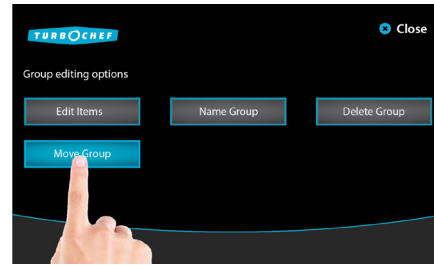 TURBOCHEF
Close
Group editing options
Edit Items
Name Group
Delete Group
Move Group